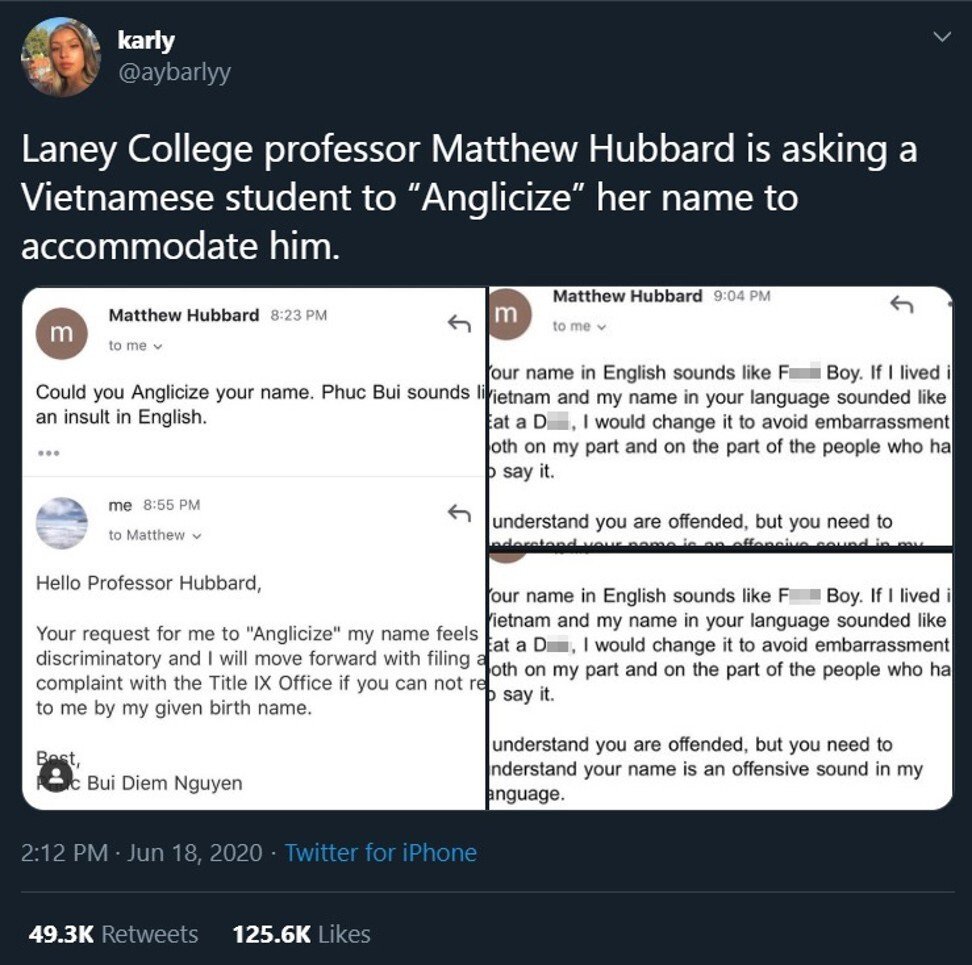 karly
@aybarlyy
Laney College professor Matthew Hubbard is asking a
Vietnamese student to “Anglicize” her name to
accommodate him.
m
Matthew Hubbard 8:23 PM
to me
Could you Anglicize your name. Phuc Bui sounds li
an insult in English.
...
me 8:55 PM
to Matthew
Hello Professor Hubbard,
Your request for me to "Anglicize" my name feels
discriminatory and I will move forward with filing a
complaint with the Title IX Office if you can not re
to me by my given birth name.
Best,
Bui Diem Nguyen
m
Matthew Hubbard 9:04 PM
to me
our name in English sounds like F Boy. If I lived i
ietnam and my name in your language sounded like
Eat a D , I would change it to avoid embarrassment
oth on my part and on the part of the people who ha
o say it.
understand you are offended, but you need to
understand your name is an offensive sound in my
our name in English sounds like F Boy. If I lived i
ietnam and my name in your language sounded like
Eat a D , I would change it to avoid embarrassment
oth on my part and on the part of the people who ha
o say it.
understand you are offended, but you need to
nderstand your name is an offensive sound in my
anguage.
2:12 PM · Jun 18, 2020 · Twitter for iPhone
49.3K Retweets 125.6K Likes